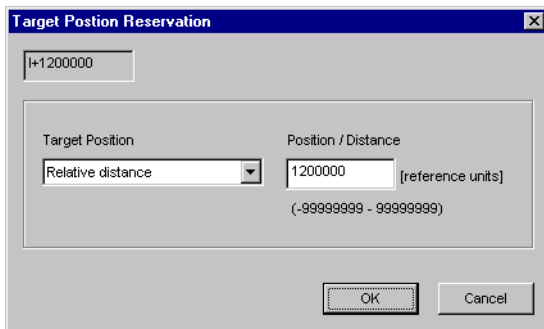 Target Postion Reservation
I+1200000
Target Position
Position / Distance
Relative distance
1200000
[reference units]
(-99999999 - 99999999)
OK
Cancel